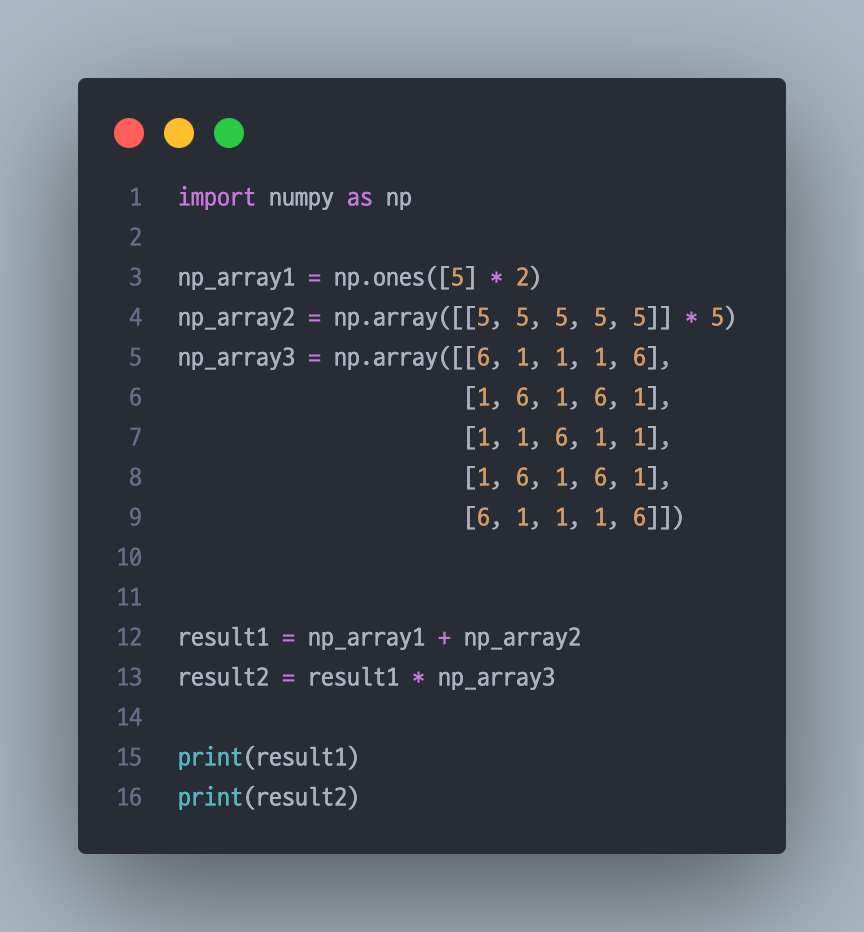 1 import numpy as np
2
3 np_array1 = np.ones([5] * 2)
4 np_array2 = np.array([[5, 5, 5, 5, 5]] * 5)
5 np_array3 = np.array([[6, 1, 1, 1, 6],
6                       [1, 6, 1, 6, 1],
7                       [1, 1, 6, 1, 1],
8                       [1, 6, 1, 6, 1],
9                       [6, 1, 1, 1, 6]])
10
11
12 result1 = np_array1 + np_array2
13 result2 = result1 * np_array3
14
15 print(result1)
16 print(result2)